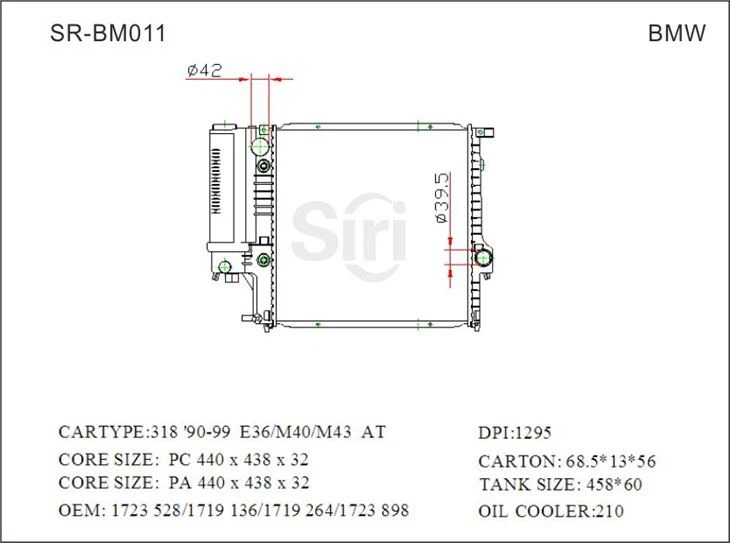 SR-BM011 BMW
Ø42
Ø39.5
Siri
CARTYPE:318 '90-99 E36/M40/M43 AT DPI:1295
CORE SIZE: PC 440 x 438 x 32 CARTON: 68.5*13*56
CORE SIZE: PA 440 x 438 x 32 TANK SIZE: 458*60
OEM: 1723 528/1719 136/1719 264/1723 898 OIL COOLER:210